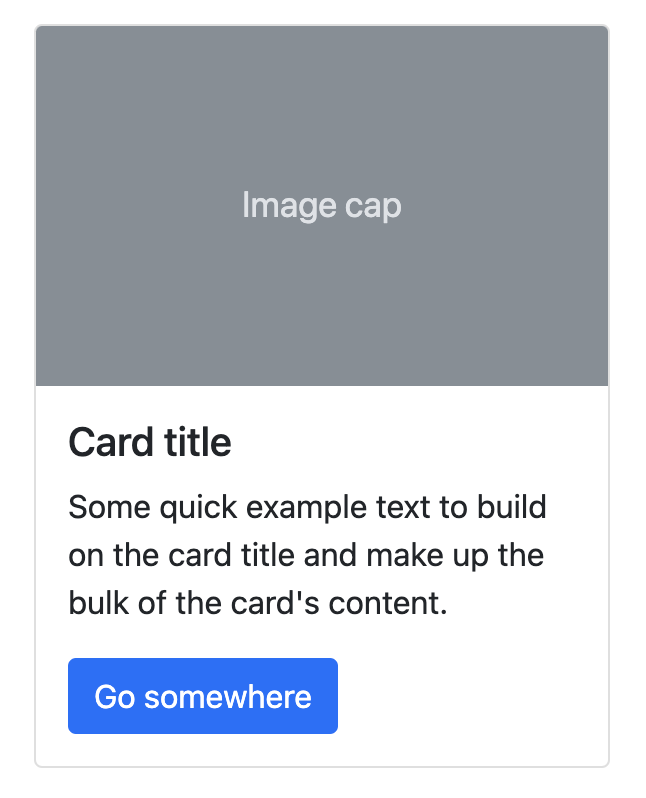 Image cap
Card title
Some quick example text to build
on the card title and make up the
bulk of the card's content.
Go somewhere